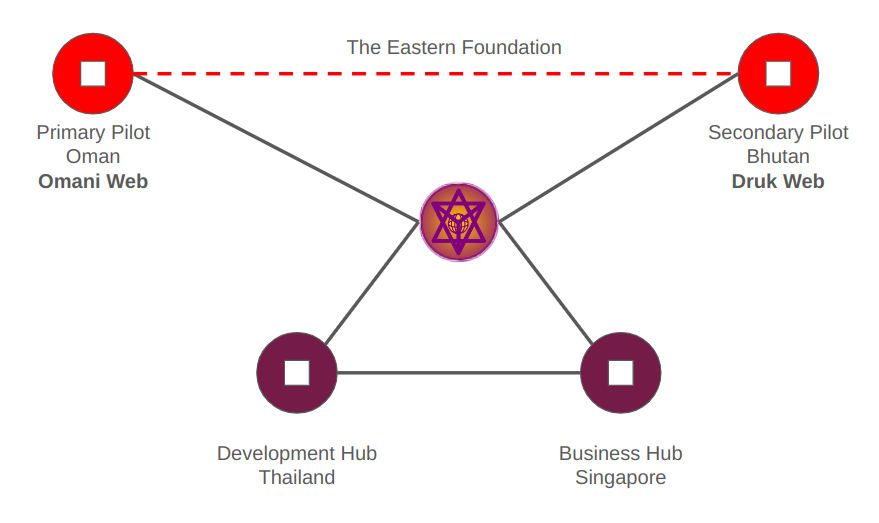 The Eastern Foundation
Primary Pilot
Oman
Omani Web
Secondary Pilot
Bhutan
Druk Web
Development Hub
Thailand
Business Hub
Singapore